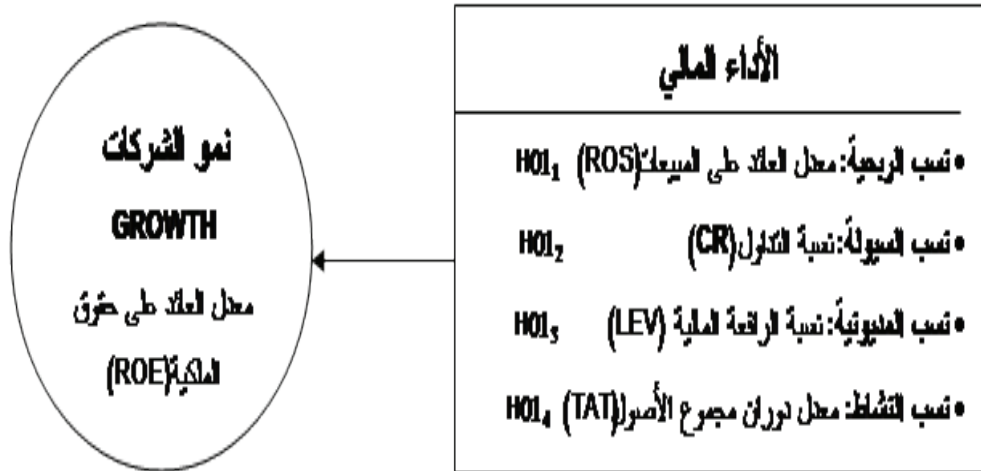 الأداء المالي
• نسب الربحية: معدل العائد على المبيعات(ROS) H01₁
• نسب السيولة: نسبة التداول(CR) H01₂
• نسب المديونية: نسبة الرافعة المالية (LEV) H01₃
• نسب النشاط: معدل دوران مجموع الأصول(TAT) H01₄
نمو الشركات
GROWTH
معدل العائد على حقوق
الملكية(ROE)